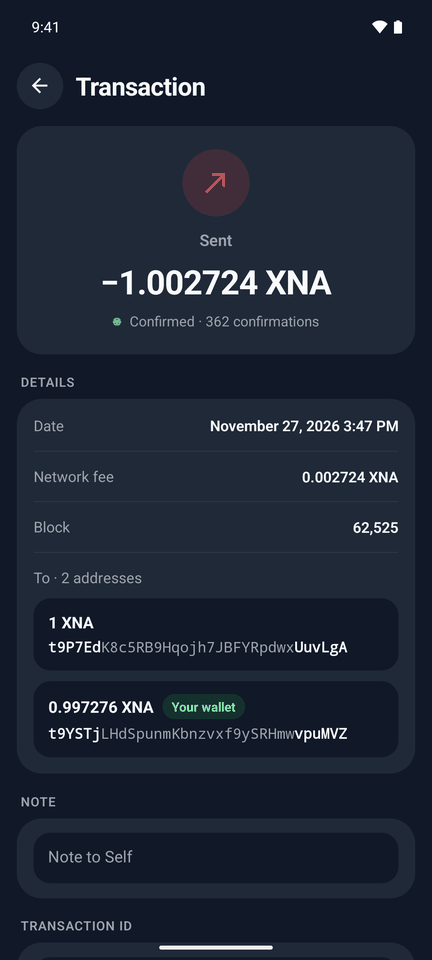 9:41
Transaction
Sent
−1.002724 XNA
Confirmed · 362 confirmations
DETAILS
Date November 27, 2026 3:47 PM
Network fee 0.002724 XNA
Block 62,525
To · 2 addresses
1 XNA
t9P7EdK8c5RB9Hqojh7JBFYRpdwxUuvLgA
0.997276 XNA Your wallet
t9YSTjLHdSpunmKbnzvxf9ySRHmwvpuMVZ
NOTE
Note to Self
TRANSACTION ID